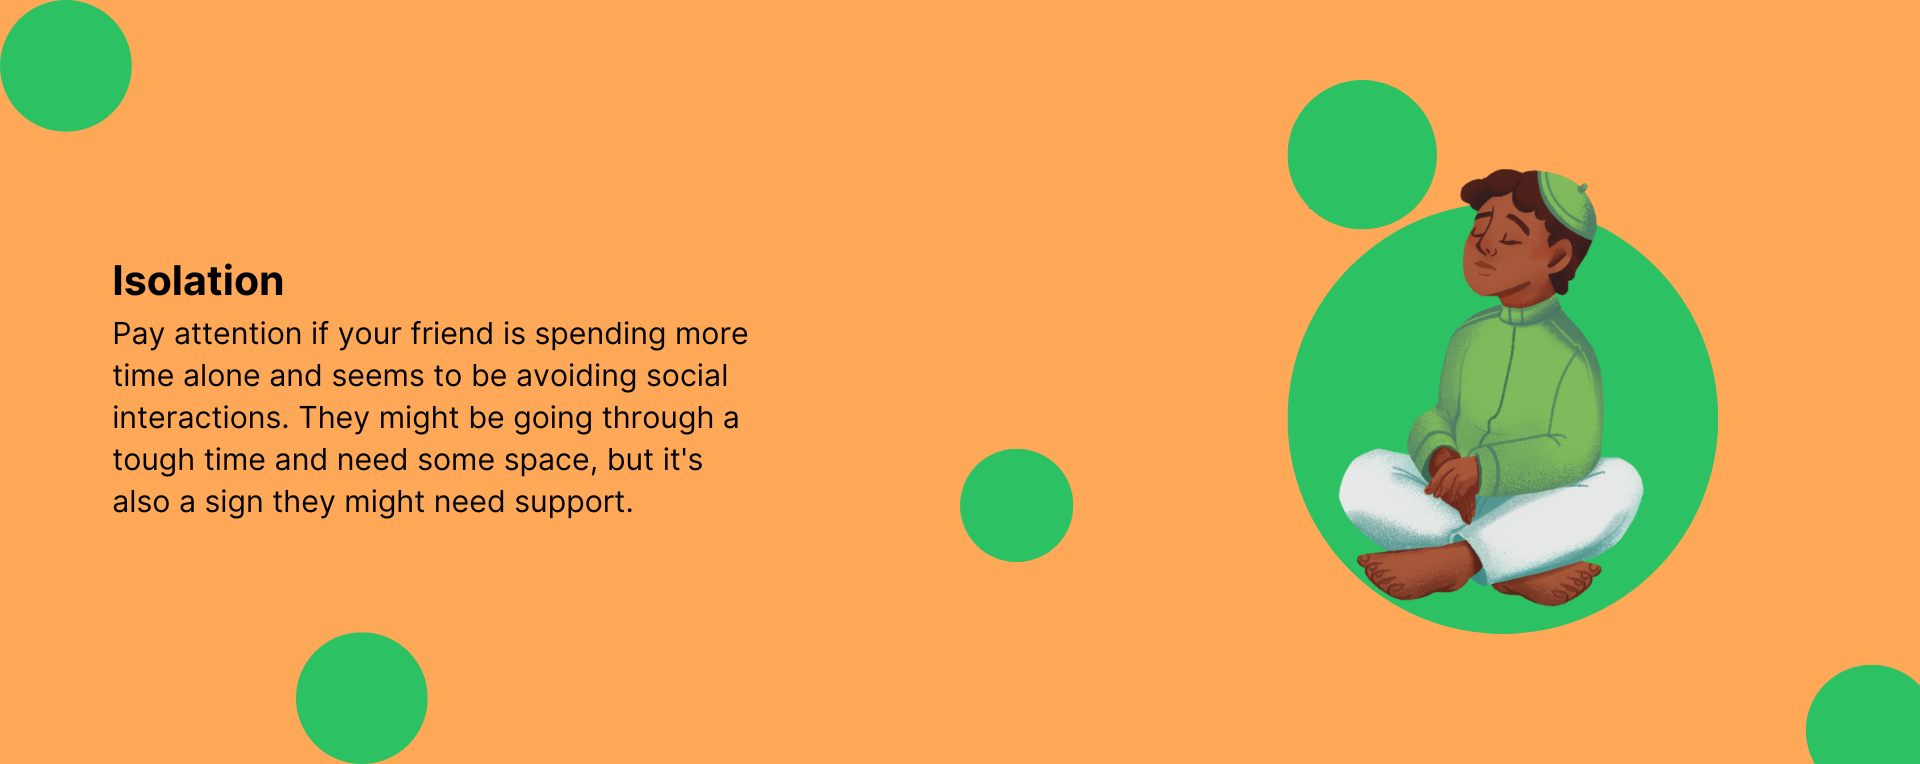 Isolation
Pay attention if your friend is spending more
time alone and seems to be avoiding social
interactions. They might be going through a
tough time and need some space, but it's
also a sign they might need support.